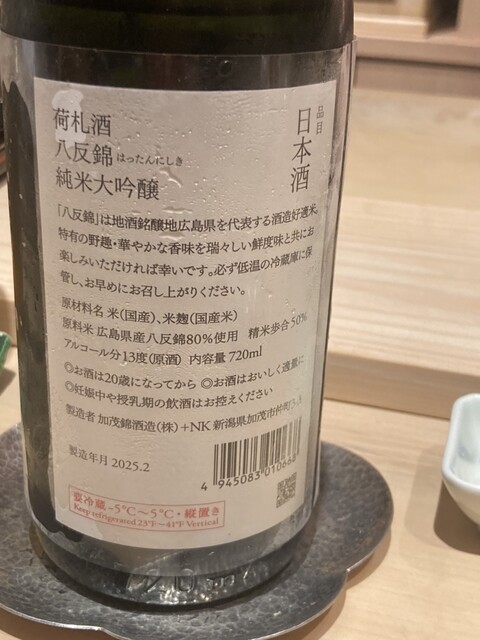 品目
日本酒
荷札酒
八反錦 はったんにしき
純米大吟醸
「八反錦」は地酒銘醸地広島県を代表する酒造好適米。
特有の野趣・華やかな香味を瑞々しい鮮度味と共にお
楽しみいただければ幸いです。必ず低温の冷蔵庫に保
管し、お早めにお召し上がりください。
原材料名 米(国産)、米麹(国産米)
原料米 広島県産八反錦80%使用 精米歩合50%
アルコール分13度(原酒) 内容量720ml
◎お酒は20歳になってから ◎お酒はおいしく適量に
◎妊娠中や授乳期の飲酒はお控えください
製造者 加茂錦酒造(株)+NK 新潟県加茂市仲町
製造年月 2025.2
4 945083 010688
要冷蔵 -5℃〜5℃・縦置き
Keep refrigerated 23°F〜41°F Vertical